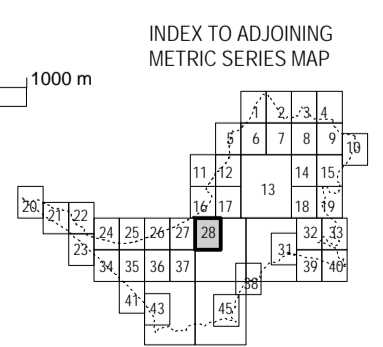 INDEX TO ADJOINING
METRIC SERIES MAP
1000 m
1 2 3 4
5 6 7 8 9 10
11 12 13 14 15
16 17 18 19
20 21 22
23 24 25 26 27 28 31 32 33
34 35 36 37 38 39 40
41 43 45